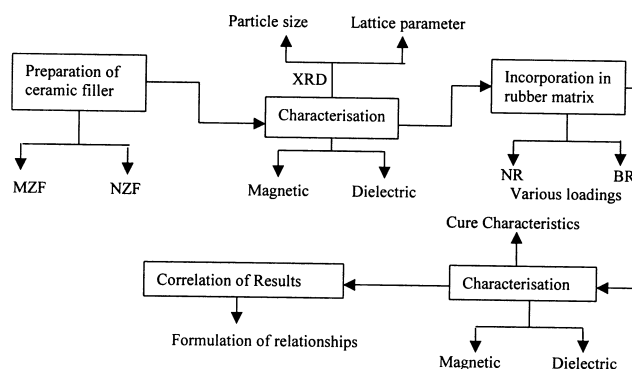 Particle size
Lattice parameter
Preparation of
ceramic filler
XRD
Characterisation
Incorporation in
rubber matrix
MZF
NZF
Magnetic
Dielectric
NR
BR
Various loadings
Cure Characteristics
Correlation of Results
Characterisation
Formulation of relationships
Magnetic
Dielectric